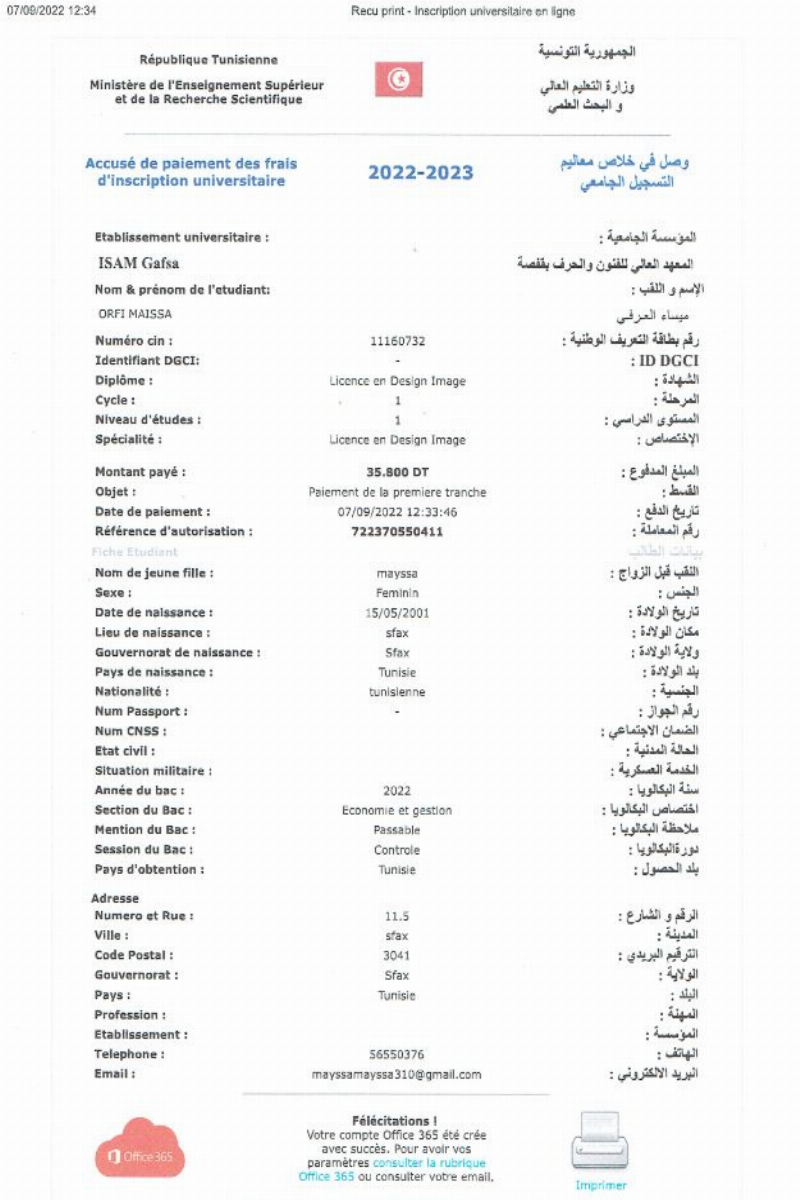 07/09/2022 12:34 Recu print - Inscription universitaire en ligne
République Tunisienne الجمهورية التونسية
Ministère de l'Enseignement Supérieur وزارة التعليم العالي
et de la Recherche Scientifique و البحث العلمي
Accusé de paiement des frais 2022-2023 وصل في خلاص معاليم
d'inscription universitaire التسجيل الجامعي
Etablissement universitaire : المؤسسة الجامعية :
ISAM Gafsa المعهد العالي للفنون والحرف بقفصة
Nom & prénom de l'etudiant: الإسم و اللقب :
ORFI MAISSA ميساء العرفي
Numéro cin : 11160732 رقم بطاقة التعريف الوطنية :
Identifiant DGCI: - ID DGCI :
Diplôme : Licence en Design Image الشهادة :
Cycle : 1 المرحلة :
Niveau d'études : 1 المستوى الدراسي :
Spécialité : Licence en Design Image الإختصاص :
Montant payé : 35.800 DT المبلغ المدفوع :
Objet : Paiement de la premiere tranche القسط :
Date de paiement : 07/09/2022 12:33:46 تاريخ الدفع :
Référence d'autorisation : 722370550411 رقم المعاملة :
Fiche Etudiant بيانات الطالب
Nom de jeune fille : mayssa اللقب قبل الزواج :
Sexe : Feminin الجنس :
Date de naissance : 15/05/2001 تاريخ الولادة :
Lieu de naissance : sfax مكان الولادة :
Gouvernorat de naissance : Sfax ولاية الولادة :
Pays de naissance : Tunisie بلد الولادة :
Nationalité : tunisienne الجنسية :
Num Passport : - رقم الجواز :
Num CNSS : الضمان الاجتماعي :
Etat civil : الحالة المدنية :
Situation militaire : الخدمة العسكرية :
Année du bac : 2022 سنة البكالويا :
Section du Bac : Economie et gestion اختصاص البكالويا :
Mention du Bac : Passable ملاحظة البكالويا :
Session du Bac : Controle دورةالبكالويا :
Pays d'obtention : Tunisie بلد الحصول :
Adresse
Numero et Rue : 11.5 الرقم و الشارع :
Ville : sfax المدينة :
Code Postal : 3041 الترقيم البريدي :
Gouvernorat : Sfax الولاية :
Pays : Tunisie البلد :
Profession : المهنة :
Etablissement : المؤسسة :
Telephone : 56550376 الهاتف :
Email : mayssamayssa310@gmail.com البريد الالكتروني :
Félécitations !
Votre compte Office 365 été crée
avec succès. Pour avoir vos
paramètres consulter la rubrique
Office 365 ou consulter votre email.
Office 365
Imprimer